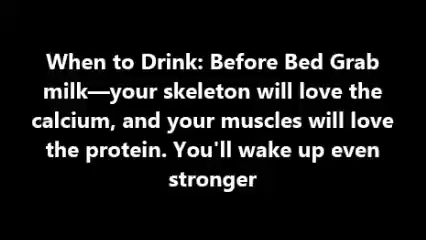 When to Drink: Before Bed Grab
milk—your skeleton will love the
calcium, and your muscles will love
the protein. You'll wake up even
stronger